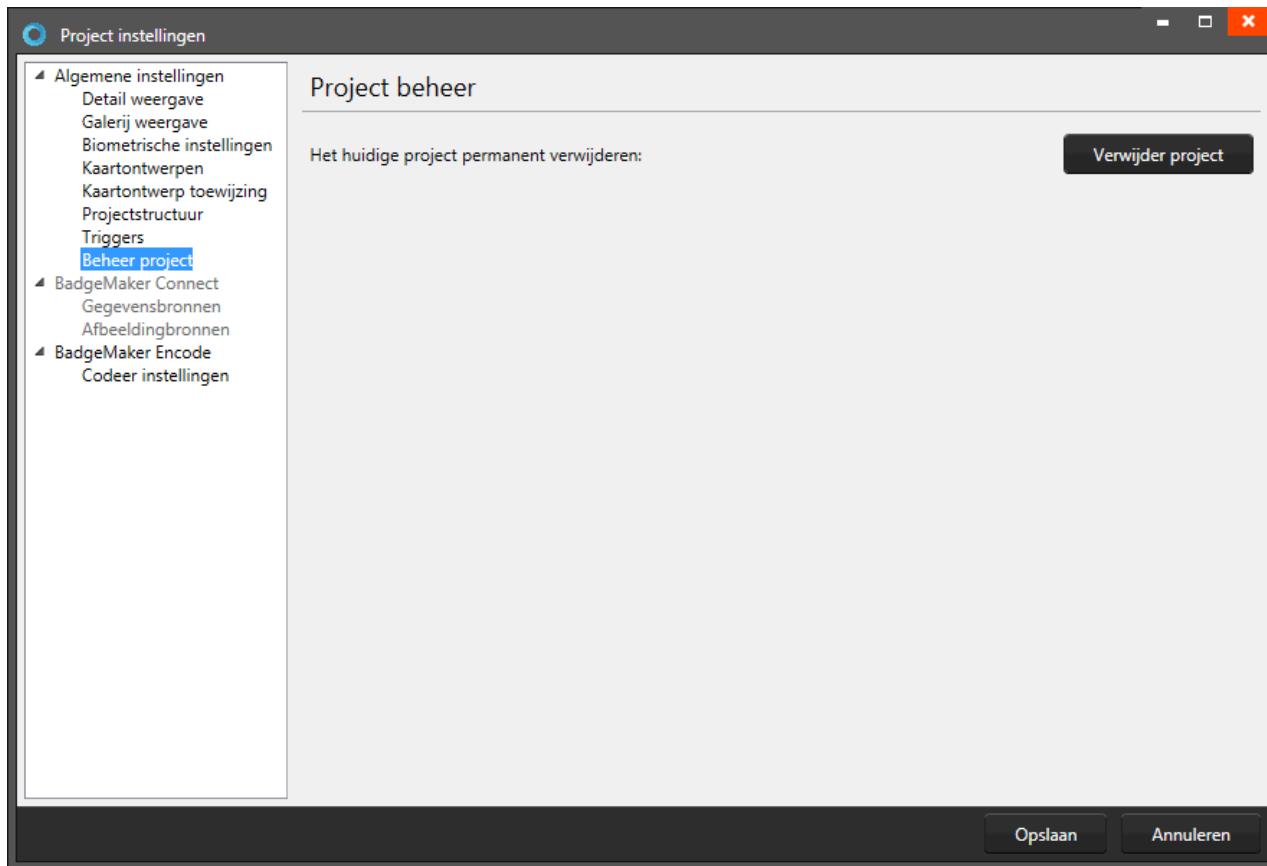 Project instellingen
Algemene instellingen
Detail weergave
Galerij weergave
Biometrische instellingen
Kaartontwerpen
Kaartontwerp toewijzing
Projectstructuur
Triggers
Beheer project
BadgeMaker Connect
Gegevensbronnen
Afbeeldingbronnen
BadgeMaker Encode
Codeer instellingen
Project beheer
Het huidige project permanent verwijderen:
Verwijder project
Opslaan
Annuleren